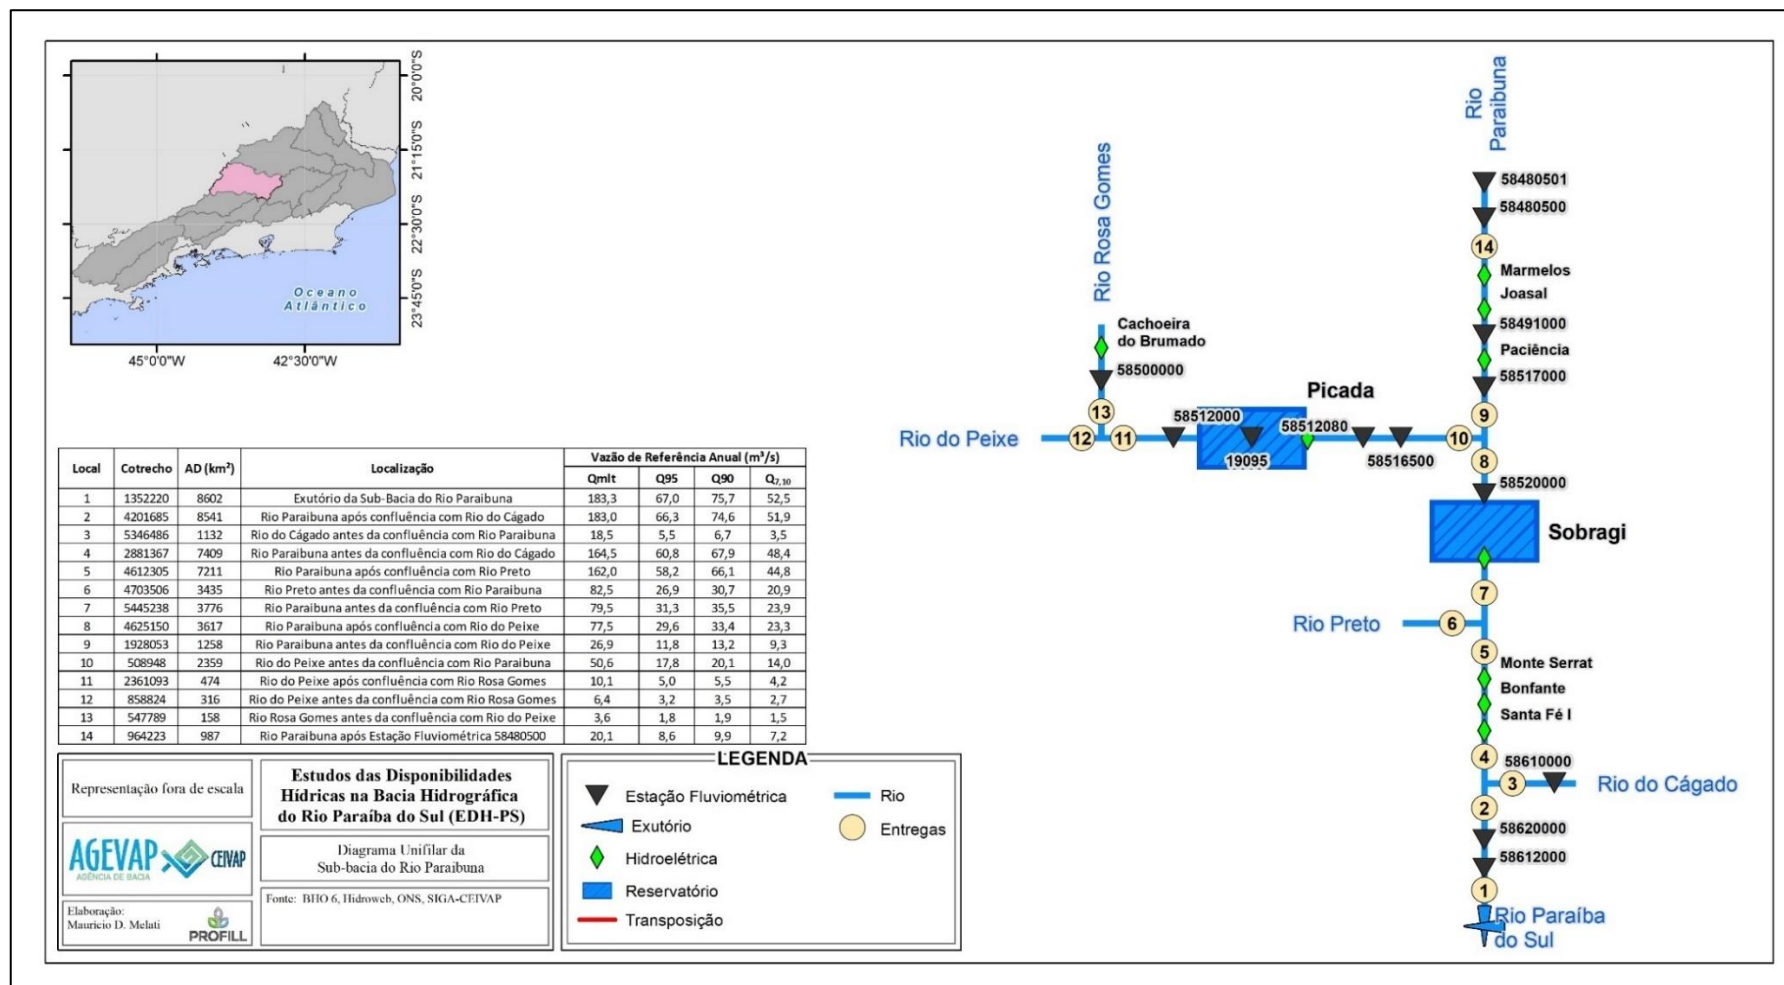 20°0'0"S
21°15'0"S
22°30'0"S
23°45'0"S
Oceano
Atlântico
45°0'0"W
42°30'0"W
Local Cotrecho AD (km²) Localização Vazão de Referência Anual (m³/s)
Qmlt Q95 Q90 Q7,10
1 1352220 8602 Exutório da Sub-Bacia do Rio Paraibuna 183,3 67,0 75,7 52,5
2 4201685 8541 Rio Paraibuna após confluência com Rio do Cágado 183,0 66,3 74,6 51,9
3 5346486 1132 Rio do Cágado antes da confluência com Rio Paraibuna 18,5 5,5 6,7 3,5
4 2881367 7409 Rio Paraibuna antes da confluência com Rio do Cágado 164,5 60,8 67,9 48,4
5 4612305 7211 Rio Paraibuna após confluência com Rio Preto 162,0 58,2 66,1 44,8
6 4703506 3435 Rio Preto antes da confluência com Rio Paraibuna 82,5 26,9 30,7 20,9
7 5445238 3776 Rio Paraibuna antes da confluência com Rio Preto 79,5 31,3 35,5 23,9
8 4625150 3617 Rio Paraibuna após confluência com Rio do Peixe 77,5 29,6 33,4 23,3
9 1928053 1258 Rio Paraibuna antes da confluência com Rio do Peixe 26,9 11,8 13,2 9,3
10 508948 2359 Rio do Peixe antes da confluência com Rio Paraibuna 50,6 17,8 20,1 14,0
11 2361093 474 Rio do Peixe após confluência com Rio Rosa Gomes 10,1 5,0 5,5 4,2
12 858824 316 Rio do Peixe antes da confluência com Rio Rosa Gomes 6,4 3,2 3,5 2,7
13 547789 158 Rio Rosa Gomes antes da confluência com Rio do Peixe 3,6 1,8 1,9 1,5
14 964223 987 Rio Paraibuna após Estação Fluviométrica 58480500 20,1 8,6 9,9 7,2
Representação fora de escala
Estudos das Disponibilidades
Hídricas na Bacia Hidrográfica
do Rio Paraíba do Sul (EDH-PS)
AGEVAP
AGÊNCIA DE BACIA
CEIVAP
Diagrama Unifilar da
Sub-bacia do Rio Paraibuna
Elaboração:
Mauricio D. Melati
PROFILL
Fonte: BHO 6, Hidroweb, ONS, SIGA-CEIVAP
LEGENDA
Estação Fluviométrica
Exutório
Hidroelétrica
Reservatório
Transposição
Rio
Entregas
Rio
Paraibuna
58480501
58480500
14
Marmelos
Joasal
58491000
Paciência
58517000
9
Rio Rosa Gomes
Cachoeira
do Brumado
58500000
13
Rio do Peixe
12
11
58512000
Picada
58512080
19095
58516500
10
8
58520000
Sobragi
7
Rio Preto
6
5
Monte Serrat
Bonfante
Santa Fé I
4
58610000
3
Rio do Cágado
2
58620000
58612000
1
Rio Paraíba
do Sul